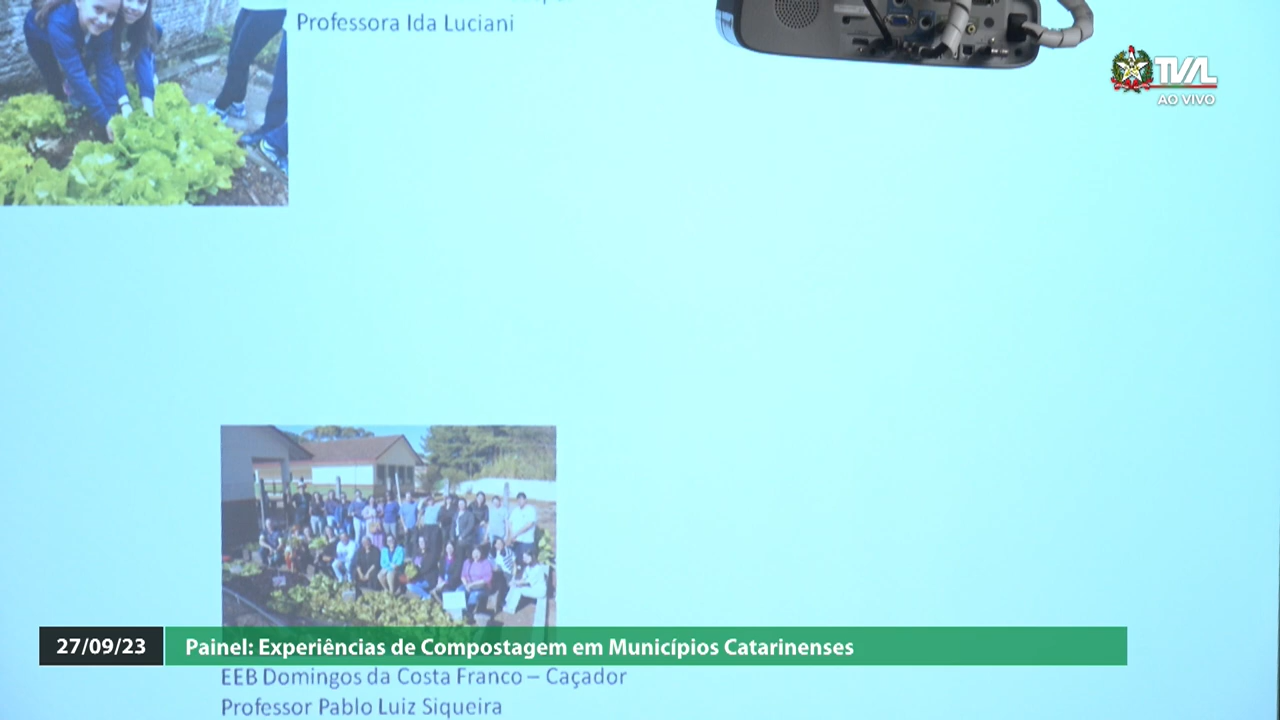 Professora Ida Luciani
TVAL
AO VIVO
27/09/23
Painel: Experiências de Compostagem em Municípios Catarinenses
EEB Domingos da Costa Franco – Caçador
Professor Pablo Luiz Siqueira